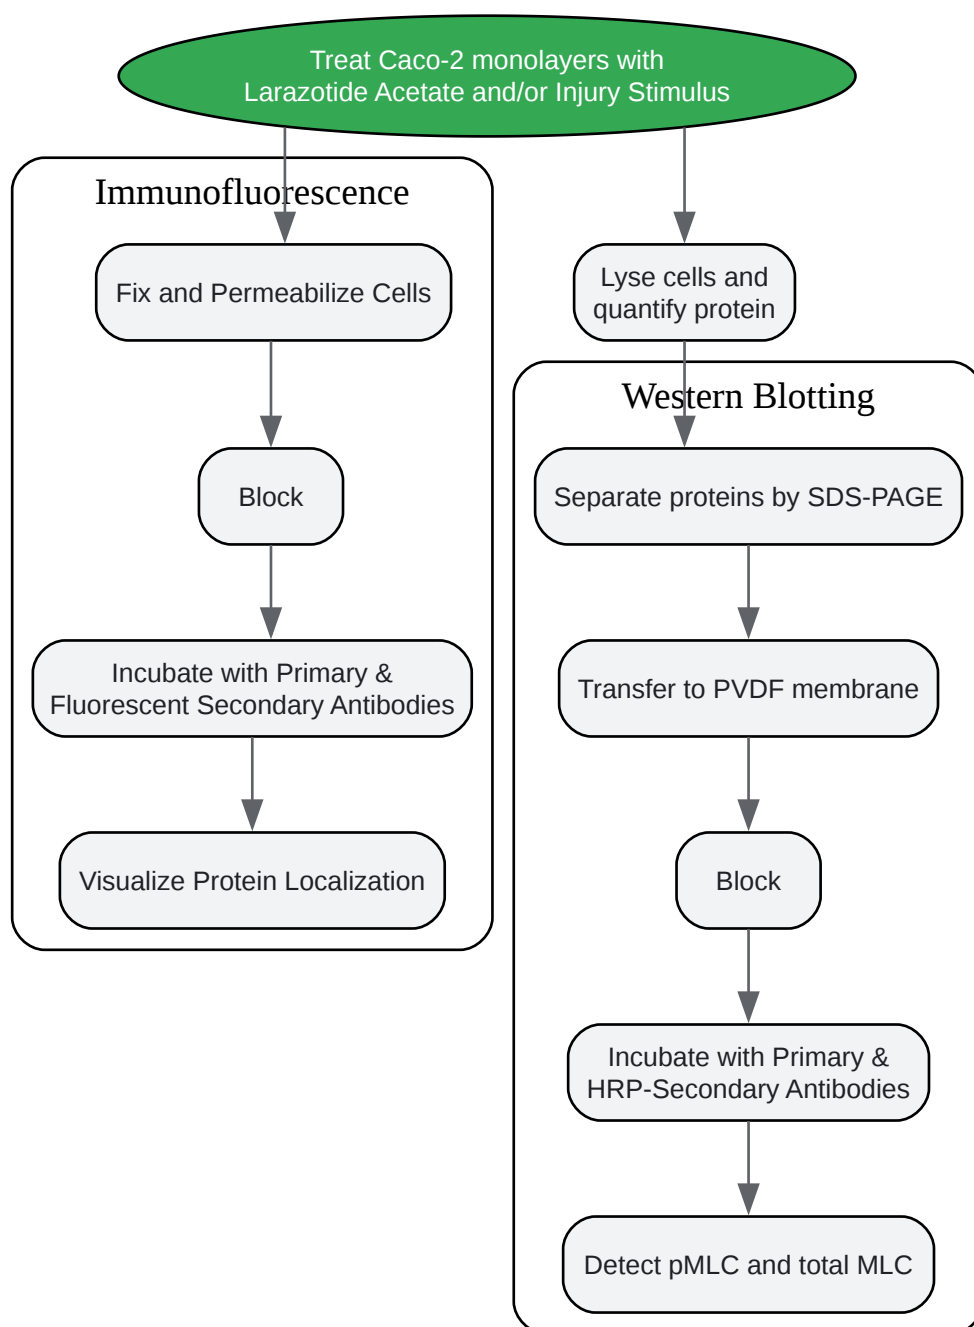 Treat Caco-2 monolayers with
Larazotide Acetate and/or Injury Stimulus
Immunofluorescence
Fix and Permeabilize Cells
Block
Incubate with Primary &
Fluorescent Secondary Antibodies
Visualize Protein Localization
Lyse cells and
quantify protein
Western Blotting
Separate proteins by SDS-PAGE
Transfer to PVDF membrane
Block
Incubate with Primary &
HRP-Secondary Antibodies
Detect pMLC and total MLC